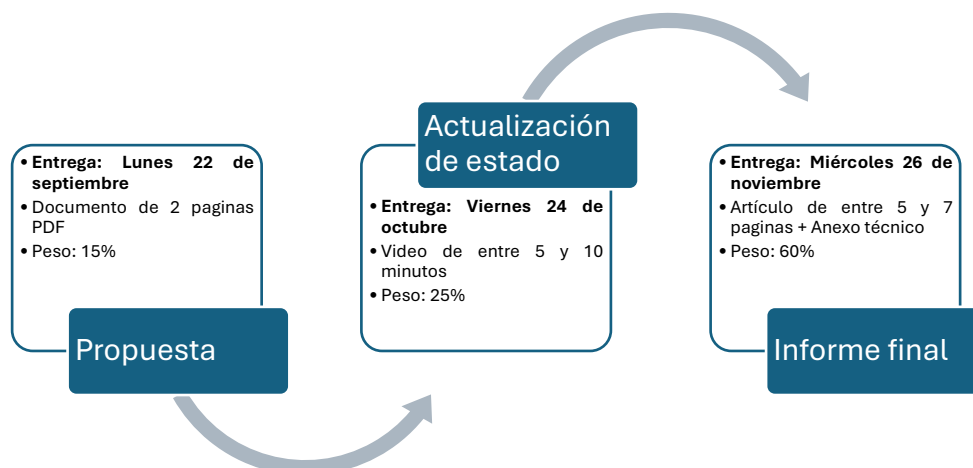 • Entrega: Lunes 22 de
septiembre
• Documento de 2 paginas
PDF
• Peso: 15%
Propuesta
Actualización
de estado
• Entrega: Viernes 24 de
octubre
• Video de entre 5 y 10
minutos
• Peso: 25%
• Entrega: Miércoles 26 de
noviembre
• Artículo de entre 5 y 7
paginas + Anexo técnico
• Peso: 60%
Informe final